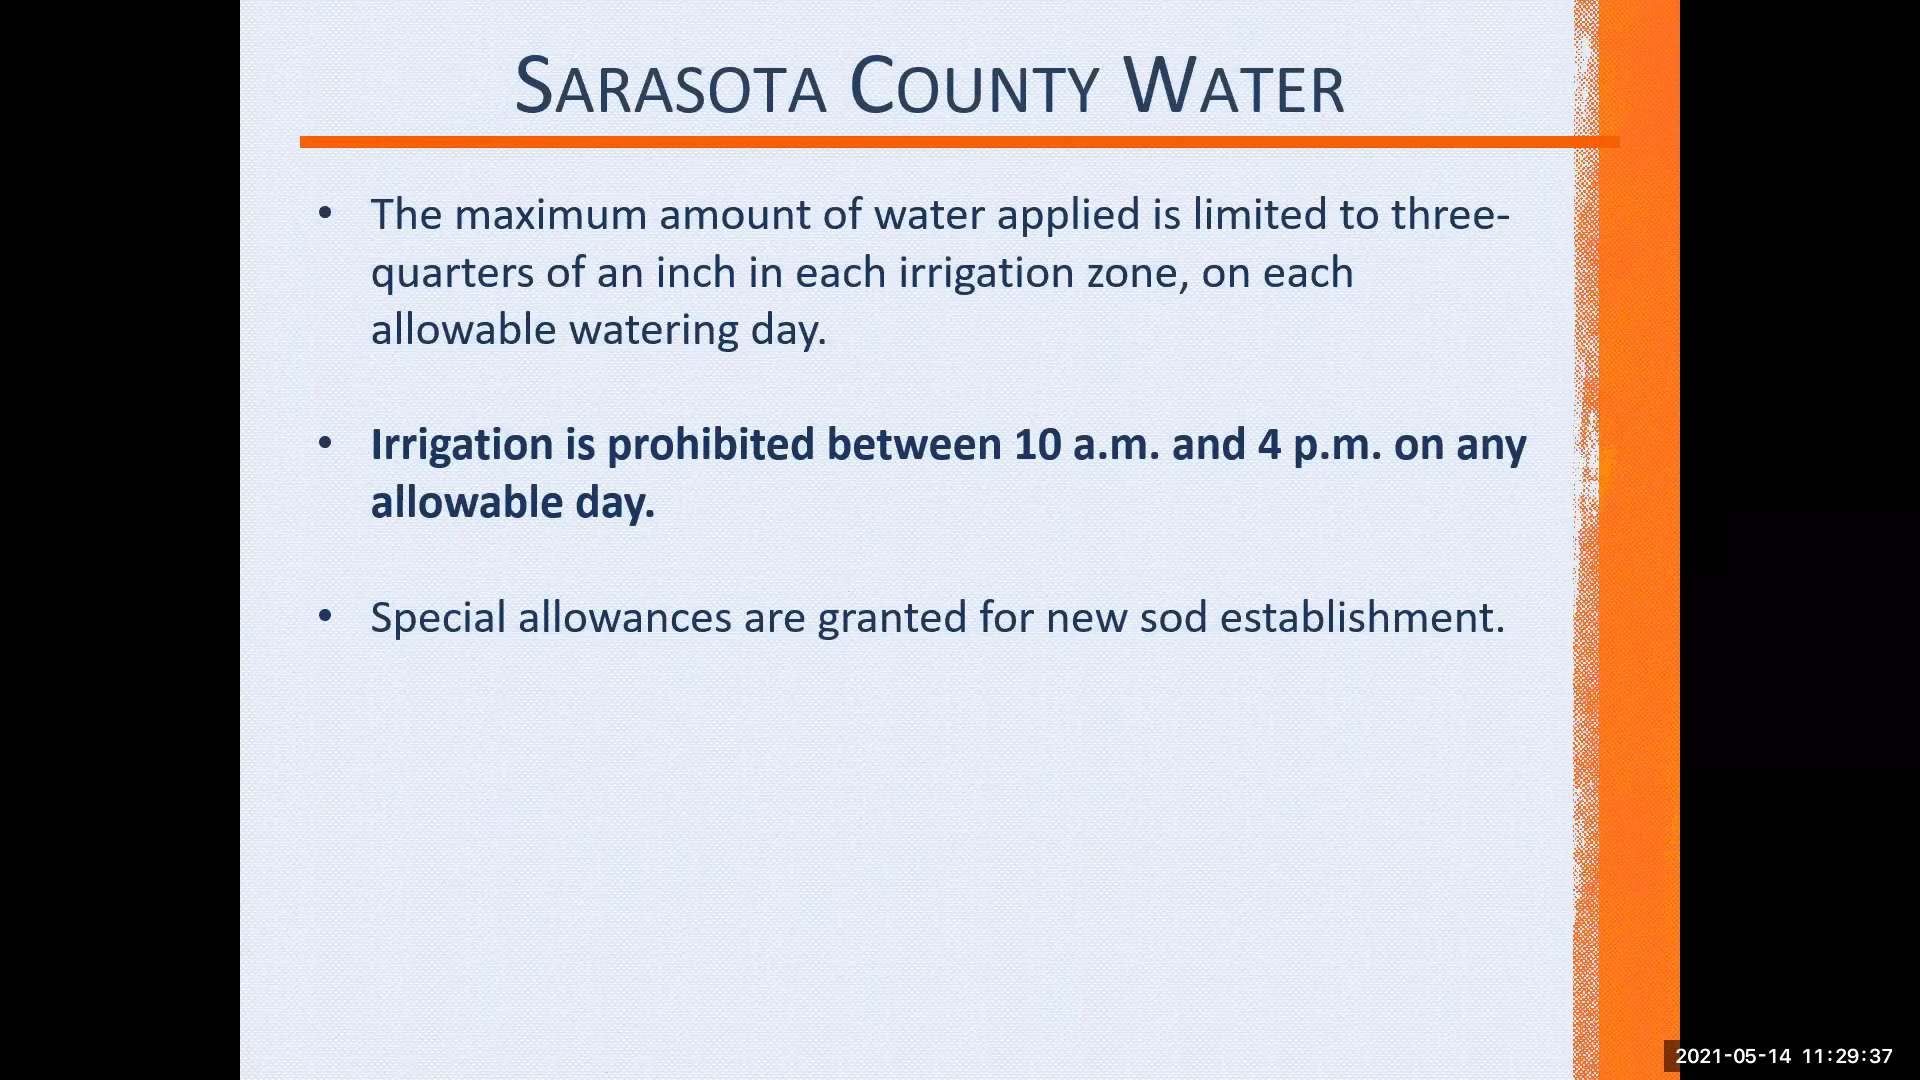 SARASOTA COUNTY WATER
• The maximum amount of water applied is limited to three-
quarters of an inch in each irrigation zone, on each
allowable watering day.
• Irrigation is prohibited between 10 a.m. and 4 p.m. on any
allowable day.
• Special allowances are granted for new sod establishment.
2021-05-14 11:29:37